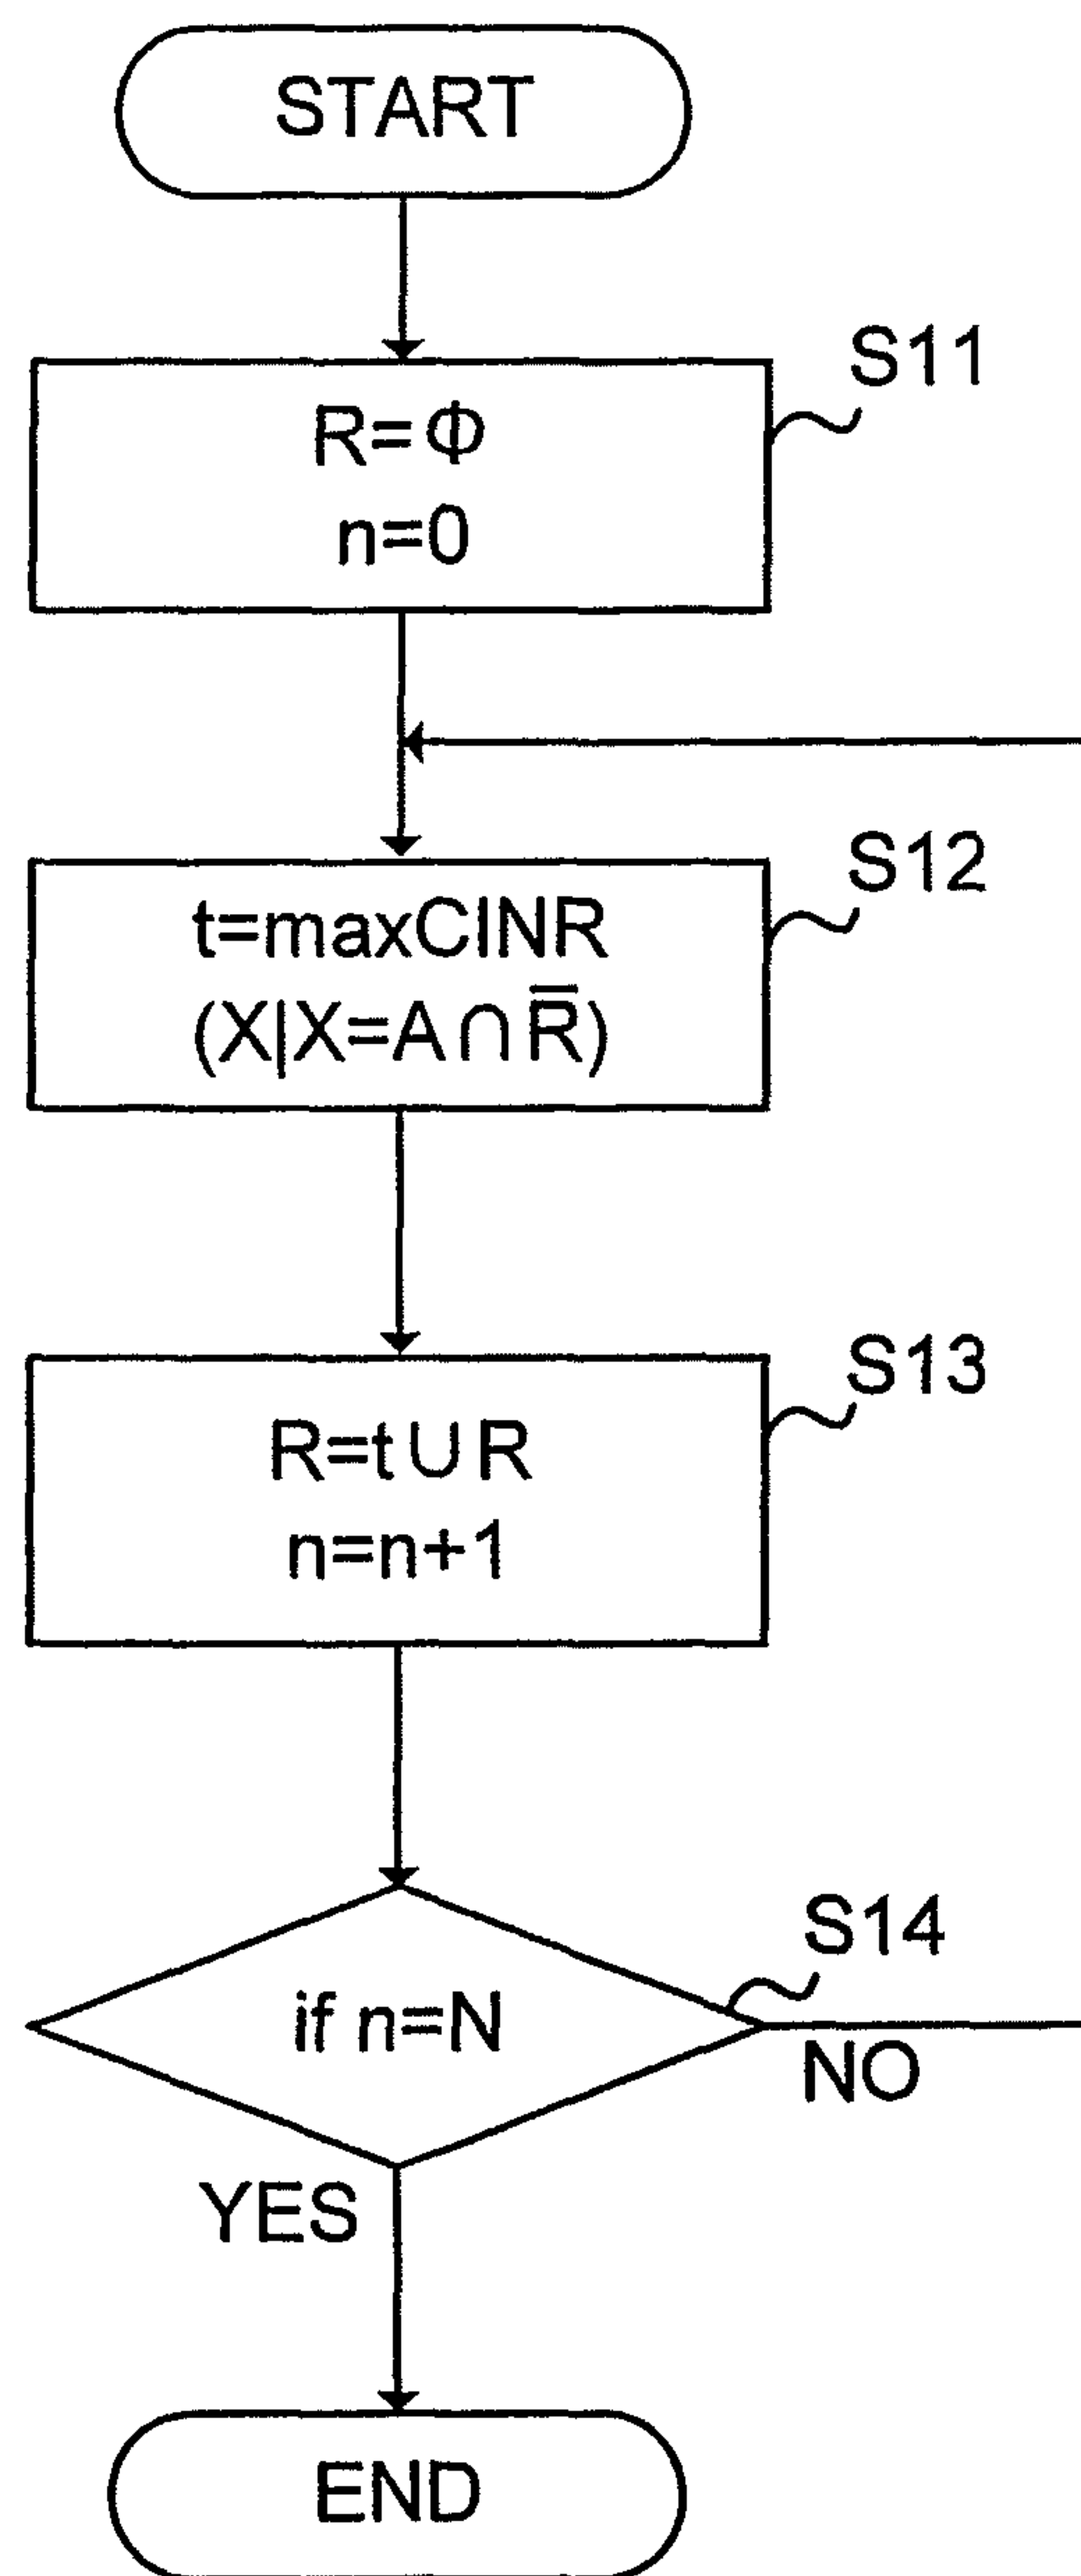 START
S11
R=Φ
n=0
S12
t=maxCINR
(X|X=A∩R̅)
S13
R=t∪R
n=n+1
S14
if n=N
NO
YES
END